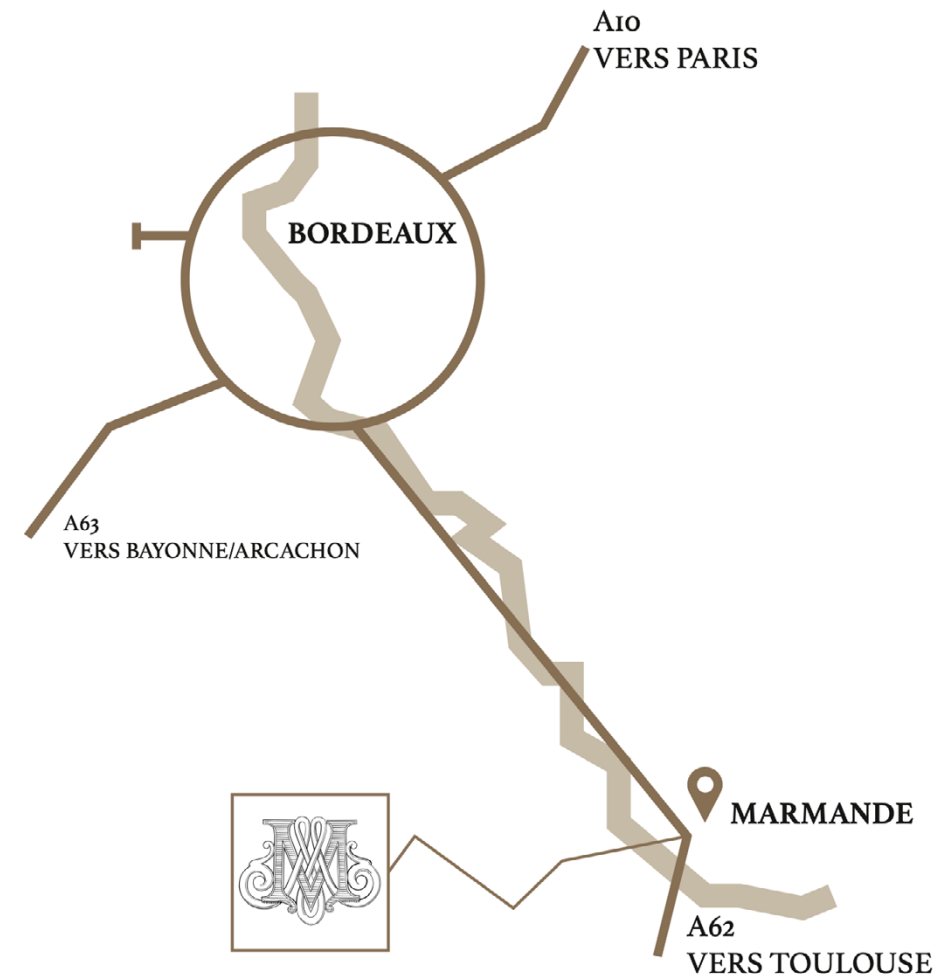 A10
VERS PARIS
BORDEAUX
A63
VERS BAYONNE/ARCACHON
MARMANDE
A62
VERS TOULOUSE